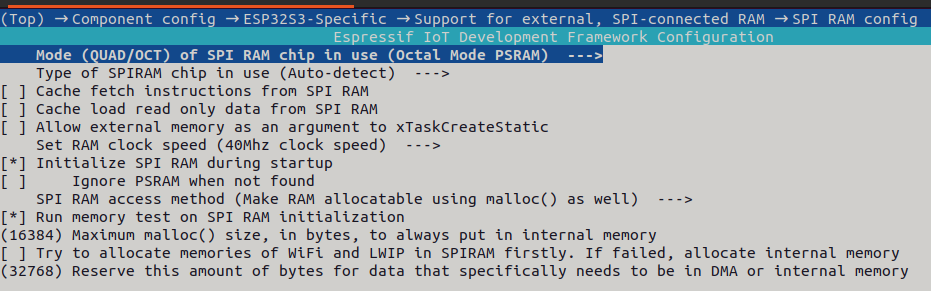 (Top) → Component config → ESP32S3-Specific → Support for external, SPI-connected RAM → SPI RAM config
Espressif IoT Development Framework Configuration
Mode (QUAD/OCT) of SPI RAM chip in use (Octal Mode PSRAM)  --->
Type of SPIRAM chip in use (Auto-detect)  --->
[ ] Cache fetch instructions from SPI RAM
[ ] Cache load read only data from SPI RAM
[ ] Allow external memory as an argument to xTaskCreateStatic
Set RAM clock speed (40Mhz clock speed)  --->
[*] Initialize SPI RAM during startup
[ ]     Ignore PSRAM when not found
SPI RAM access method (Make RAM allocatable using malloc() as well)  --->
[*] Run memory test on SPI RAM initialization
(16384) Maximum malloc() size, in bytes, to always put in internal memory
[ ] Try to allocate memories of WiFi and LWIP in SPIRAM firstly. If failed, allocate internal memory
(32768) Reserve this amount of bytes for data that specifically needs to be in DMA or internal memory